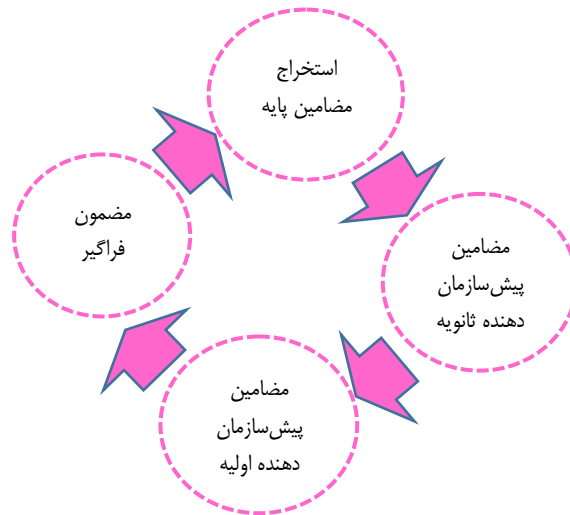 استخراج
مضامین پایه
مضامین
پیش‌سازمان
دهنده ثانویه
مضامین
پیش‌سازمان
دهنده اولیه
مضمون
فراگیر